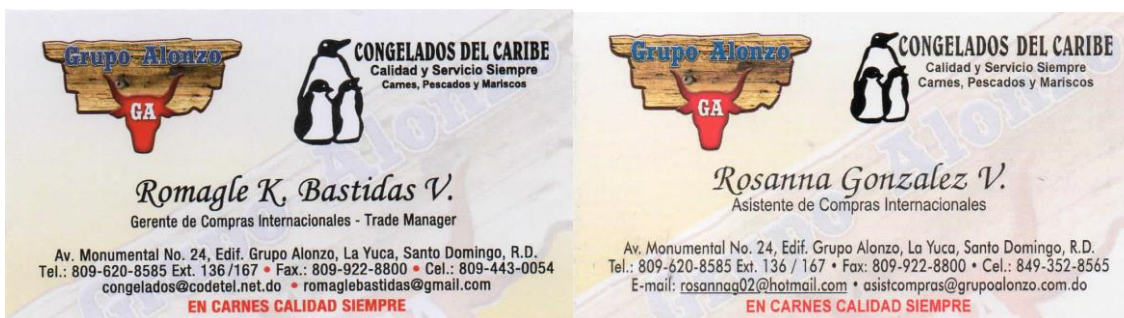 Grupo Alonzo
GA
CONGELADOS DEL CARIBE
Calidad y Servicio Siempre
Carnes, Pescados y Mariscos
Romagle K. Bastidas V.
Gerente de Compras Internacionales - Trade Manager
Av. Monumental No. 24, Edif. Grupo Alonzo, La Yuca, Santo Domingo, R.D.
Tel.: 809-620-8585 Ext. 136/167 • Fax.: 809-922-8800 • Cel.: 809-443-0054
congelados@codetel.net.do • romaglebastidas@gmail.com
EN CARNES CALIDAD SIEMPRE
Grupo Alonzo
GA
CONGELADOS DEL CARIBE
Calidad y Servicio Siempre
Carnes, Pescados y Mariscos
Rosanna Gonzalez V.
Asistente de Compras Internacionales
Av. Monumental No. 24, Edif. Grupo Alonzo, La Yuca, Santo Domingo, R.D.
Tel.: 809-620-8585 Ext. 136 / 167 • Fax: 809-922-8800 • Cel.: 849-352-8565
E-mail: rosannag02@hotmail.com • asistcompras@grupoalonzo.com.do
EN CARNES CALIDAD SIEMPRE